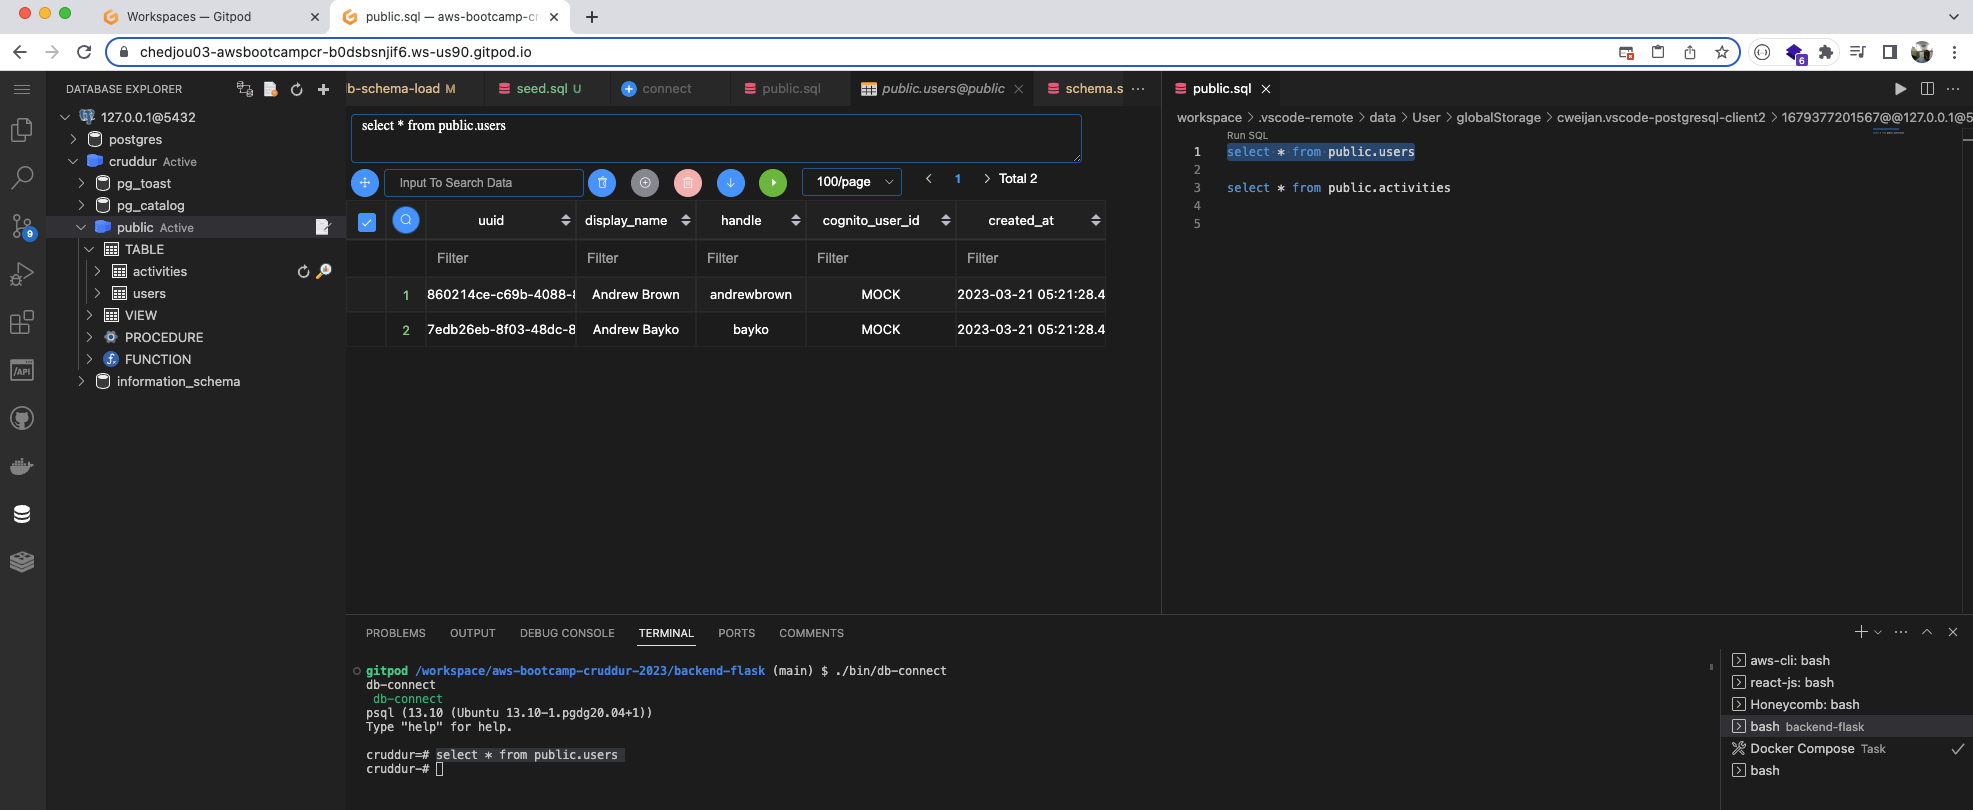 Workspaces — Gitpod
public.sql — aws-bootcamp-cr
chedjou03-awsbootcampcr-b0dsbsnjif6.ws-us90.gitpod.io
6
DATABASE EXPLORER
127.0.0.1@5432
postgres
cruddur Active
pg_toast
pg_catalog
public Active
TABLE
activities
users
VIEW
PROCEDURE
FUNCTION
information_schema
9
/API
lb-schema-load M
seed.sql U
connect
public.sql
public.users@public
schema.s
select * from public.users
Input To Search Data
100/page
1
Total 2
uuid display_name handle cognito_user_id created_at
Filter Filter Filter Filter Filter
1 860214ce-c69b-4088-8 Andrew Brown andrewbrown MOCK 2023-03-21 05:21:28.4
2 7edb26eb-8f03-48dc-8 Andrew Bayko bayko MOCK 2023-03-21 05:21:28.4
public.sql
workspace > .vscode-remote > data > User > globalStorage > cweijan.vscode-postgresql-client2 > 1679377201567@@127.0.0.1@5
Run SQL
1 select * from public.users
2
3 select * from public.activities
4
5
PROBLEMS OUTPUT DEBUG CONSOLE TERMINAL PORTS COMMENTS
gitpod /workspace/aws-bootcamp-cruddur-2023/backend-flask (main) $ ./bin/db-connect
db-connect
db-connect
psql (13.10 (Ubuntu 13.10-1.pgdg20.04+1))
Type "help" for help.
cruddur=# select * from public.users
cruddur-#
aws-cli: bash
react-js: bash
Honeycomb: bash
bash backend-flask
Docker Compose Task
bash